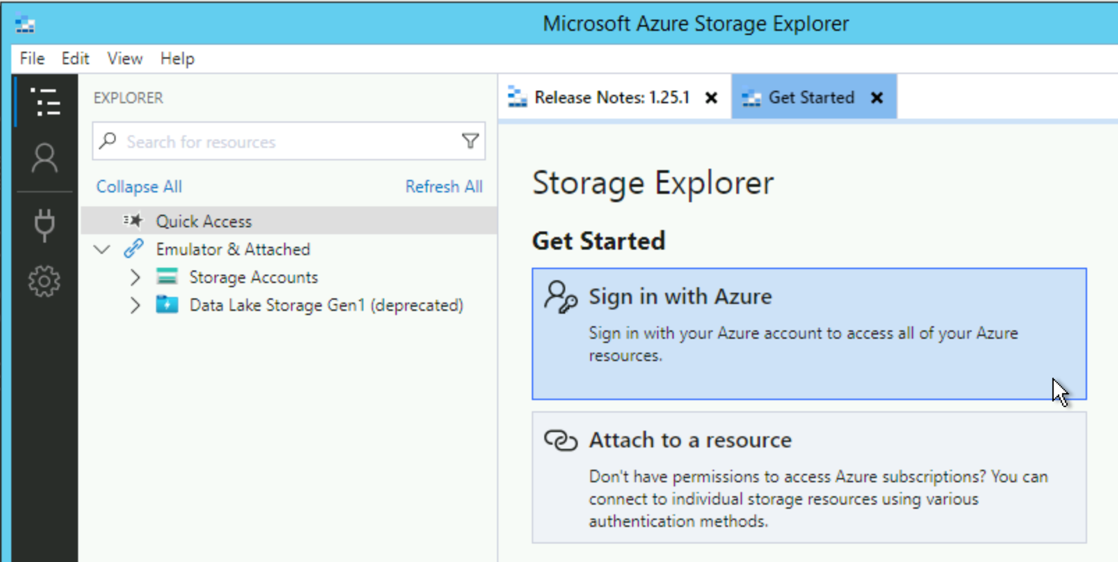 Microsoft Azure Storage Explorer
File Edit View Help
EXPLORER
Search for resources
Collapse All Refresh All
Quick Access
Emulator & Attached
Storage Accounts
Data Lake Storage Gen1 (deprecated)
Release Notes: 1.25.1 Get Started
Storage Explorer
Get Started
Sign in with Azure
Sign in with your Azure account to access all of your Azure
resources.
Attach to a resource
Don't have permissions to access Azure subscriptions? You can
connect to individual storage resources using various
authentication methods.